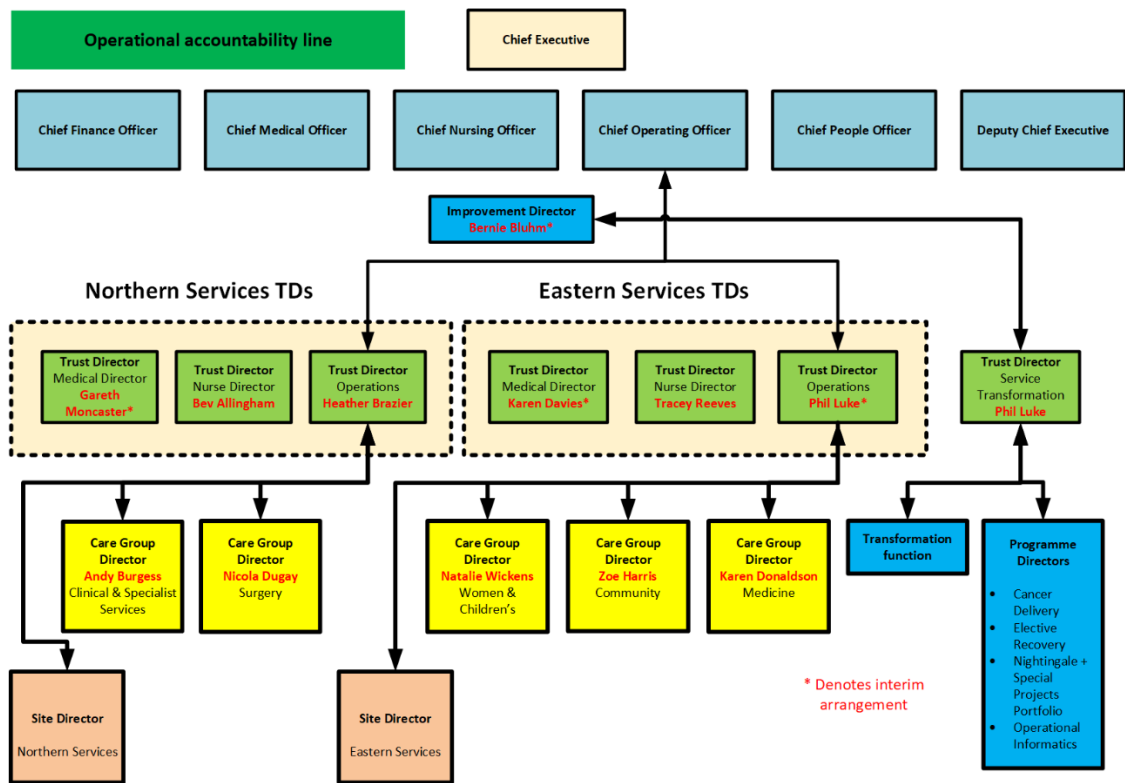 Operational accountability line
Chief Executive
Chief Finance Officer
Chief Medical Officer
Chief Nursing Officer
Chief Operating Officer
Chief People Officer
Deputy Chief Executive
Improvement Director
Bernie Bluhm*
Northern Services TDs
Eastern Services TDs
Trust Director
Medical Director
Gareth
Moncaster*
Trust Director
Nurse Director
Bev Allingham
Trust Director
Operations
Heather Brazier
Trust Director
Medical Director
Karen Davies*
Trust Director
Nurse Director
Tracey Reeves
Trust Director
Operations
Phil Luke*
Trust Director
Service
Transformation
Phil Luke
Care Group
Director
Andy Burgess
Clinical & Specialist
Services
Care Group
Director
Nicola Dugay
Surgery
Care Group
Director
Natalie Wickens
Women &
Children's
Care Group
Director
Zoe Harris
Community
Care Group
Director
Karen Donaldson
Medicine
Transformation
function
Programme
Directors
• Cancer
Delivery
• Elective
Recovery
• Nightingale +
Special
Projects
Portfolio
• Operational
Informatics
Site Director
Northern Services
Site Director
Eastern Services
* Denotes interim
arrangement